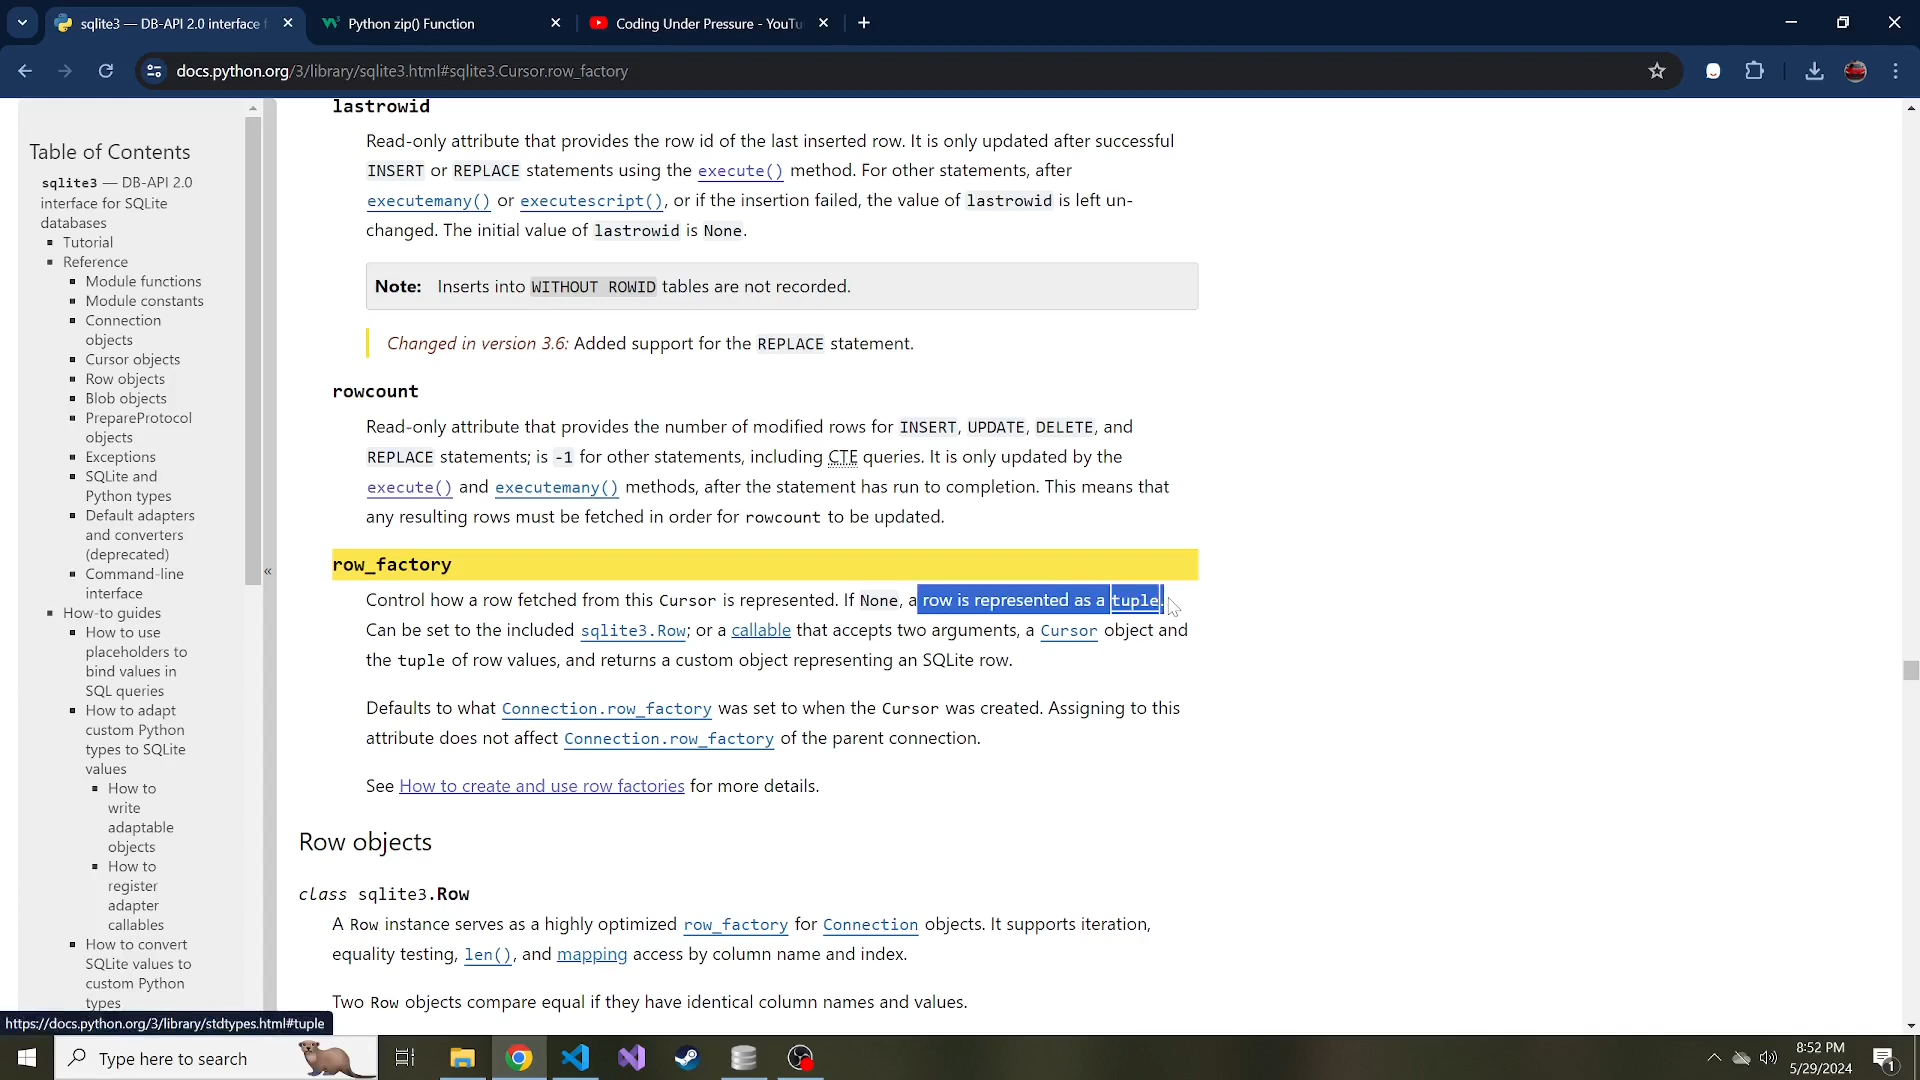 sqlite3 — DB-API 2.0 interface f
Python zip() Function
Coding Under Pressure - YouTu
docs.python.org/3/library/sqlite3.html#sqlite3.Cursor.row_factory
Table of Contents
sqlite3 — DB-API 2.0
interface for SQLite
databases
Tutorial
Reference
Module functions
Module constants
Connection
objects
Cursor objects
Row objects
Blob objects
PrepareProtocol
objects
Exceptions
SQLite and
Python types
Default adapters
and converters
(deprecated)
Command-line
interface
How-to guides
How to use
placeholders to
bind values in
SQL queries
How to adapt
custom Python
types to SQLite
values
How to
write
adaptable
objects
How to
register
adapter
callables
How to convert
SQLite values to
custom Python
types
«
lastrowid
Read-only attribute that provides the row id of the last inserted row. It is only updated after successful
INSERT or REPLACE statements using the execute() method. For other statements, after
executemany() or executescript(), or if the insertion failed, the value of lastrowid is left un-
changed. The initial value of lastrowid is None.
Note: Inserts into WITHOUT ROWID tables are not recorded.
Changed in version 3.6: Added support for the REPLACE statement.
rowcount
Read-only attribute that provides the number of modified rows for INSERT, UPDATE, DELETE, and
REPLACE statements; is -1 for other statements, including CTE queries. It is only updated by the
execute() and executemany() methods, after the statement has run to completion. This means that
any resulting rows must be fetched in order for rowcount to be updated.
row_factory
Control how a row fetched from this Cursor is represented. If None, a row is represented as a tuple.
Can be set to the included sqlite3.Row; or a callable that accepts two arguments, a Cursor object and
the tuple of row values, and returns a custom object representing an SQLite row.
Defaults to what Connection.row_factory was set to when the Cursor was created. Assigning to this
attribute does not affect Connection.row_factory of the parent connection.
See How to create and use row factories for more details.
Row objects
class sqlite3.Row
A Row instance serves as a highly optimized row_factory for Connection objects. It supports iteration,
equality testing, len(), and mapping access by column name and index.
Two Row objects compare equal if they have identical column names and values.
https://docs.python.org/3/library/stdtypes.html#tuple
Type here to search
8:52 PM
5/29/2024
1